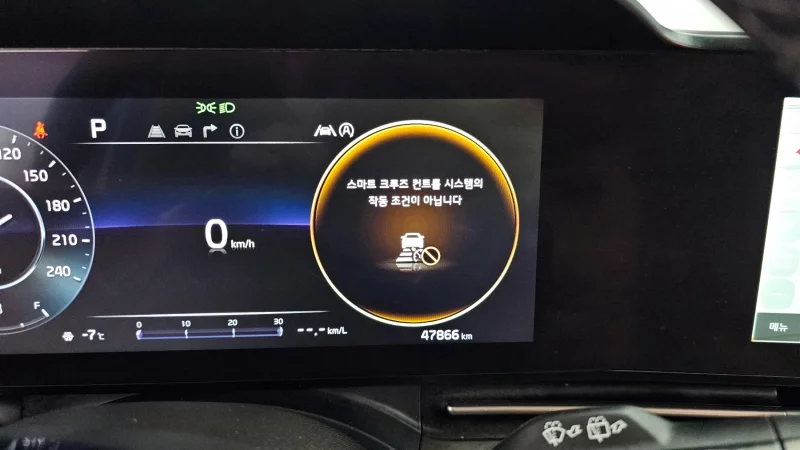 P
120
150
180
210
240
F
0 km/h
스마트 크루즈 컨트롤 시스템의
작동 조건이 아닙니다
-7℃
0 10 20 30
--.- km/L
47866 km
메뉴